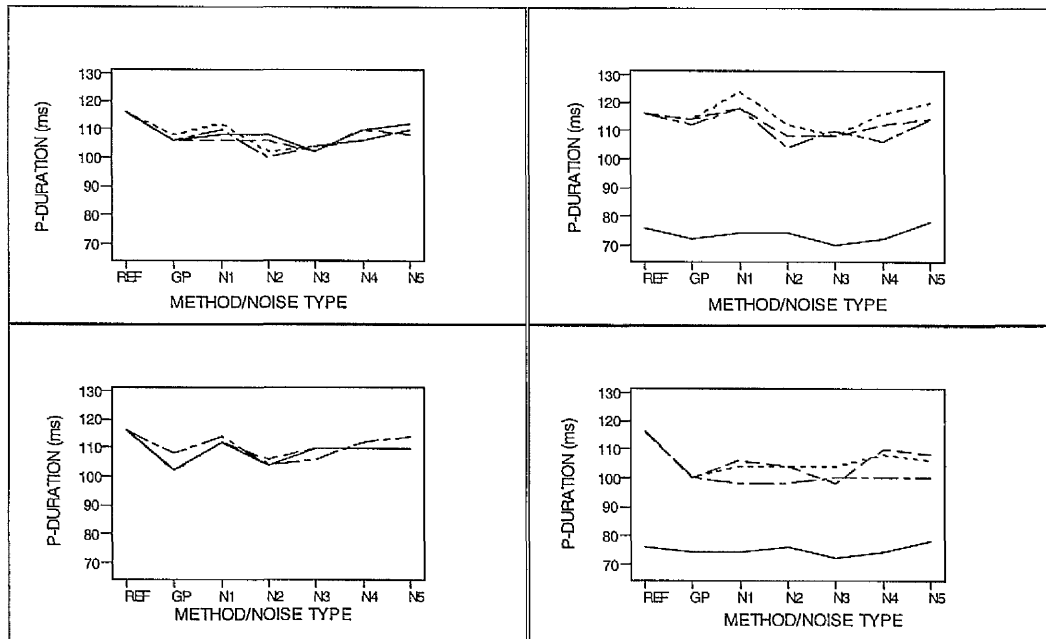 130
120
110
100
90
80
70
P-DURATION (ms)
REF GP N1 N2 N3 N4 N5
METHOD/NOISE TYPE
130
120
110
100
90
80
70
P-DURATION (ms)
REF GP N1 N2 N3 N4 N5
METHOD/NOISE TYPE
130
120
110
100
90
80
70
P-DURATION (ms)
REF GP N1 N2 N3 N4 N5
METHOD/NOISE TYPE
130
120
110
100
90
80
70
P-DURATION (ms)
REF GP N1 N2 N3 N4 N5
METHOD/NOISE TYPE